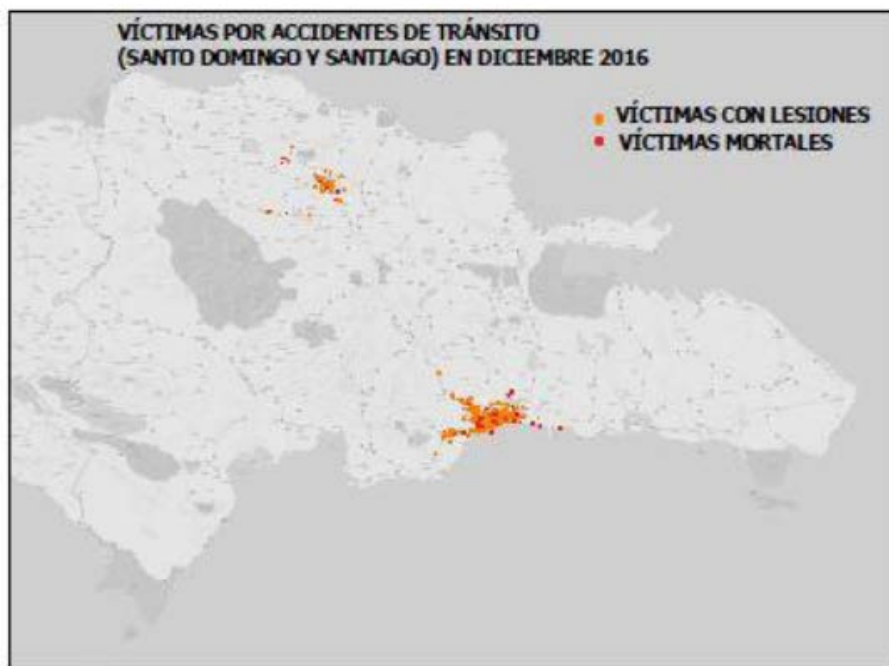 VÍCTIMAS POR ACCIDENTES DE TRÁNSITO
(SANTO DOMINGO Y SANTIAGO) EN DICIEMBRE 2016
VÍCTIMAS CON LESIONES
VÍCTIMAS MORTALES